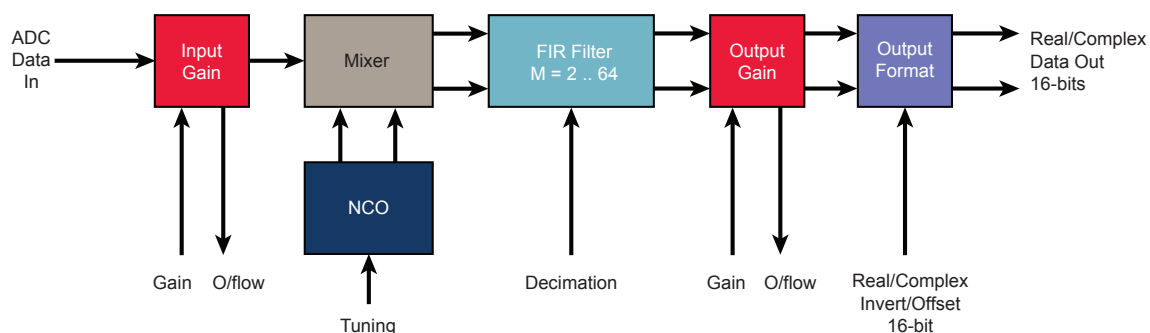 ADC
Data
In
Input
Gain
Mixer
FIR Filter
M = 2 .. 64
Output
Gain
Output
Format
Real/Complex
Data Out
16-bits
NCO
Gain
O/flow
Tuning
Decimation
Gain
O/flow
Real/Complex
Invert/Offset
16-bit